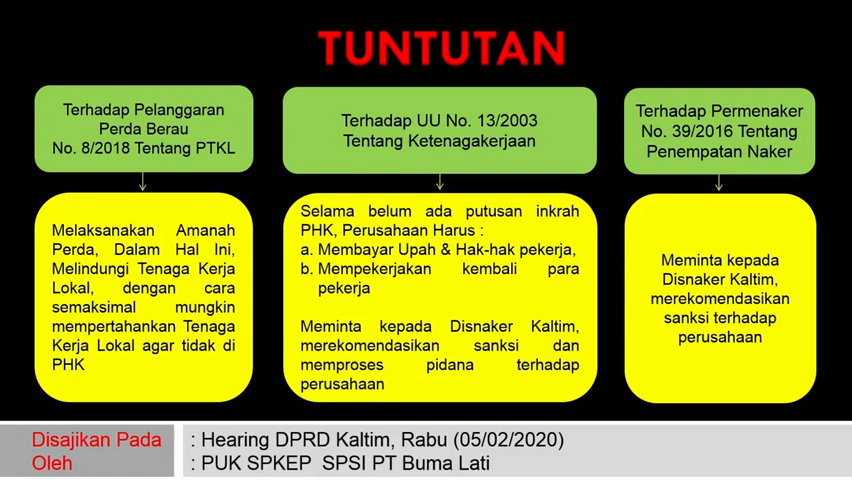 TUNTUTAN
Terhadap Pelanggaran
Perda Berau
No. 8/2018 Tentang PTKL
Melaksanakan Amanah
Perda, Dalam Hal Ini,
Melindungi Tenaga Kerja
Lokal, dengan cara
semaksimal mungkin
mempertahankan Tenaga
Kerja Lokal agar tidak di
PHK
Terhadap UU No. 13/2003
Tentang Ketenagakerjaan
Selama belum ada putusan inkrah
PHK, Perusahaan Harus :
a. Membayar Upah & Hak-hak pekerja,
b. Mempekerjakan kembali para
pekerja
Meminta kepada Disnaker Kaltim,
merekomendasikan sanksi dan
memproses pidana terhadap
perusahaan
Terhadap Permenaker
No. 39/2016 Tentang
Penempatan Naker
Meminta kepada
Disnaker Kaltim,
merekomendasikan
sanksi terhadap
perusahaan
Disajikan Pada : Hearing DPRD Kaltim, Rabu (05/02/2020)
Oleh : PUK SPKEP SPSI PT Buma Lati